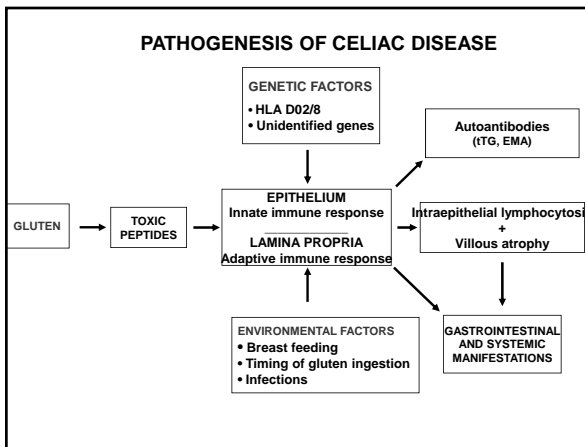 PATHOGENESIS OF CELIAC DISEASE
GENETIC FACTORS
• HLA D02/8
• Unidentified genes
Autoantibodies
(tTG, EMA)
GLUTEN
TOXIC
PEPTIDES
EPITHELIUM
Innate immune response
LAMINA PROPRIA
Adaptive immune response
Intraepithelial lymphocytosi
+
Villous atrophy
ENVIRONMENTAL FACTORS
• Breast feeding
• Timing of gluten ingestion
• Infections
GASTROINTESTINAL
AND SYSTEMIC
MANIFESTATIONS